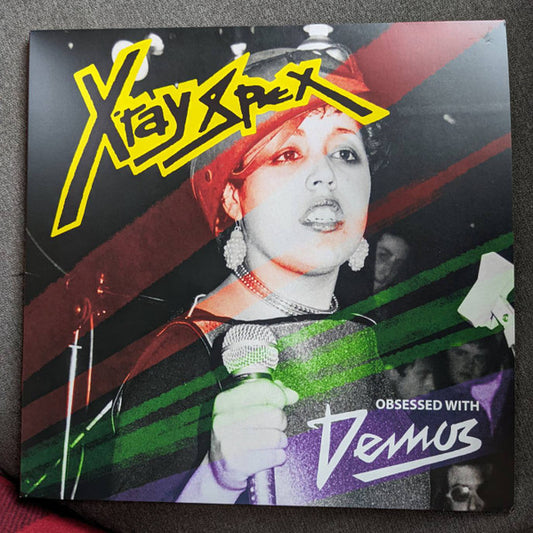 X-ray Spex
OBSESSED WITH
Demos